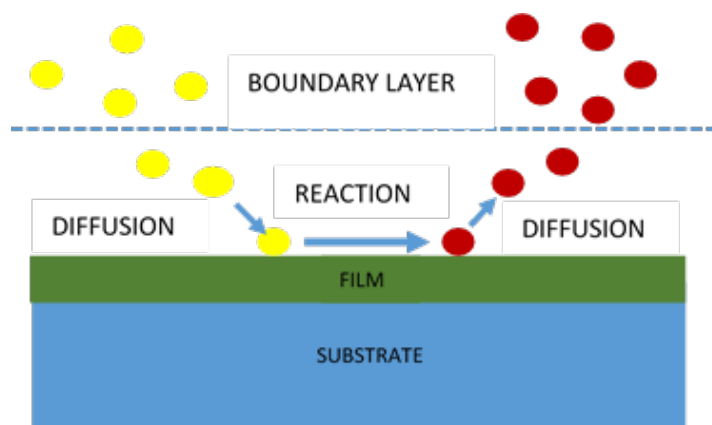 BOUNDARY LAYER
REACTION
DIFFUSION
DIFFUSION
FILM
SUBSTRATE